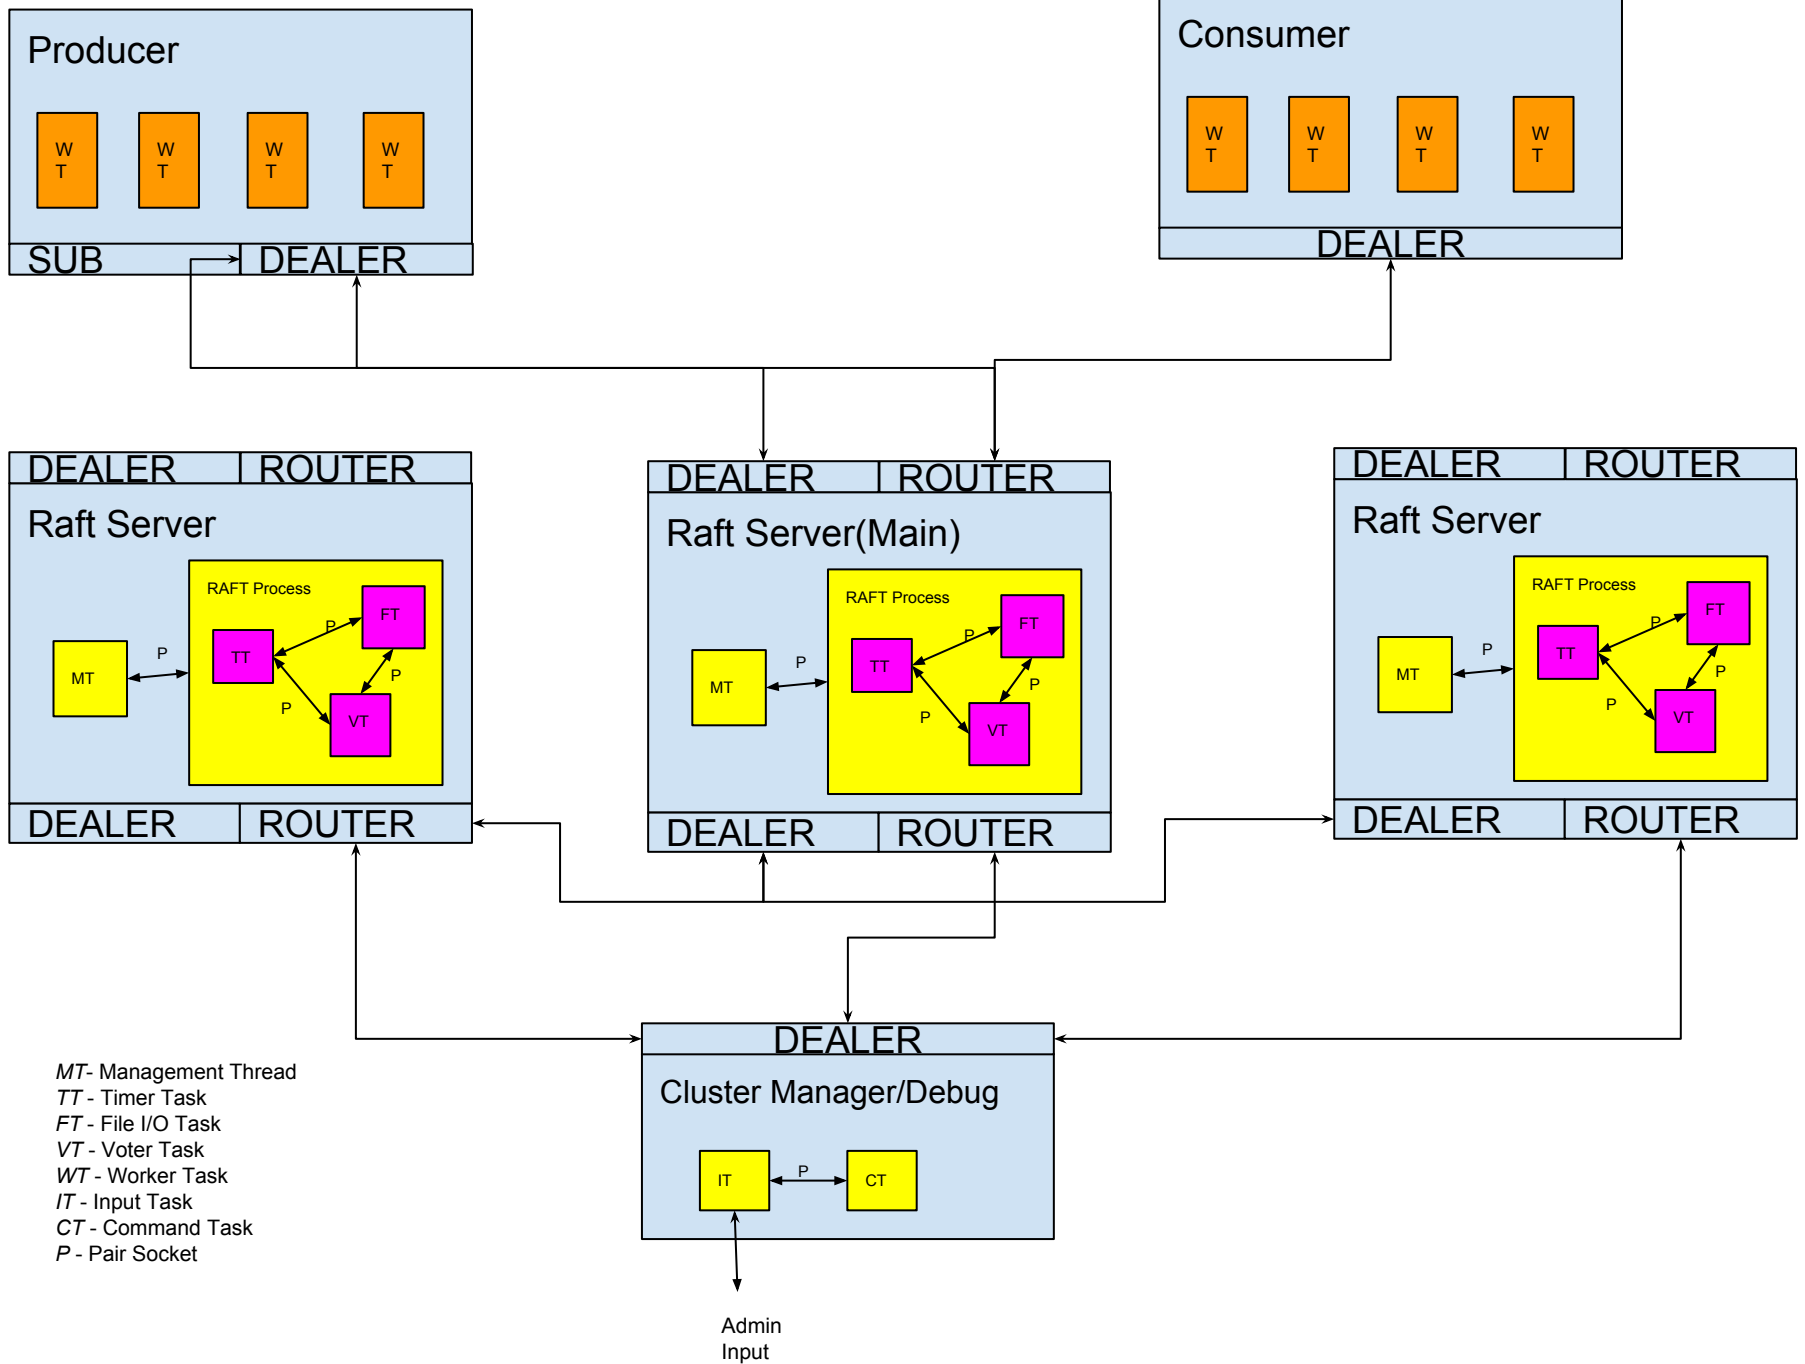 Producer
W
T
W
T
W
T
W
T
SUB
DEALER
Consumer
W
T
W
T
W
T
W
T
DEALER
DEALER
ROUTER
Raft Server
RAFT Process
MT
P
TT
P
FT
P
P
VT
DEALER
ROUTER
DEALER
ROUTER
Raft Server(Main)
RAFT Process
MT
P
TT
P
FT
P
P
VT
DEALER
ROUTER
DEALER
ROUTER
Raft Server
RAFT Process
MT
P
TT
P
FT
P
P
VT
DEALER
ROUTER
DEALER
Cluster Manager/Debug
IT
P
CT
Admin
Input
MT- Management Thread
TT - Timer Task
FT - File I/O Task
VT - Voter Task
WT - Worker Task
IT - Input Task
CT - Command Task
P - Pair Socket